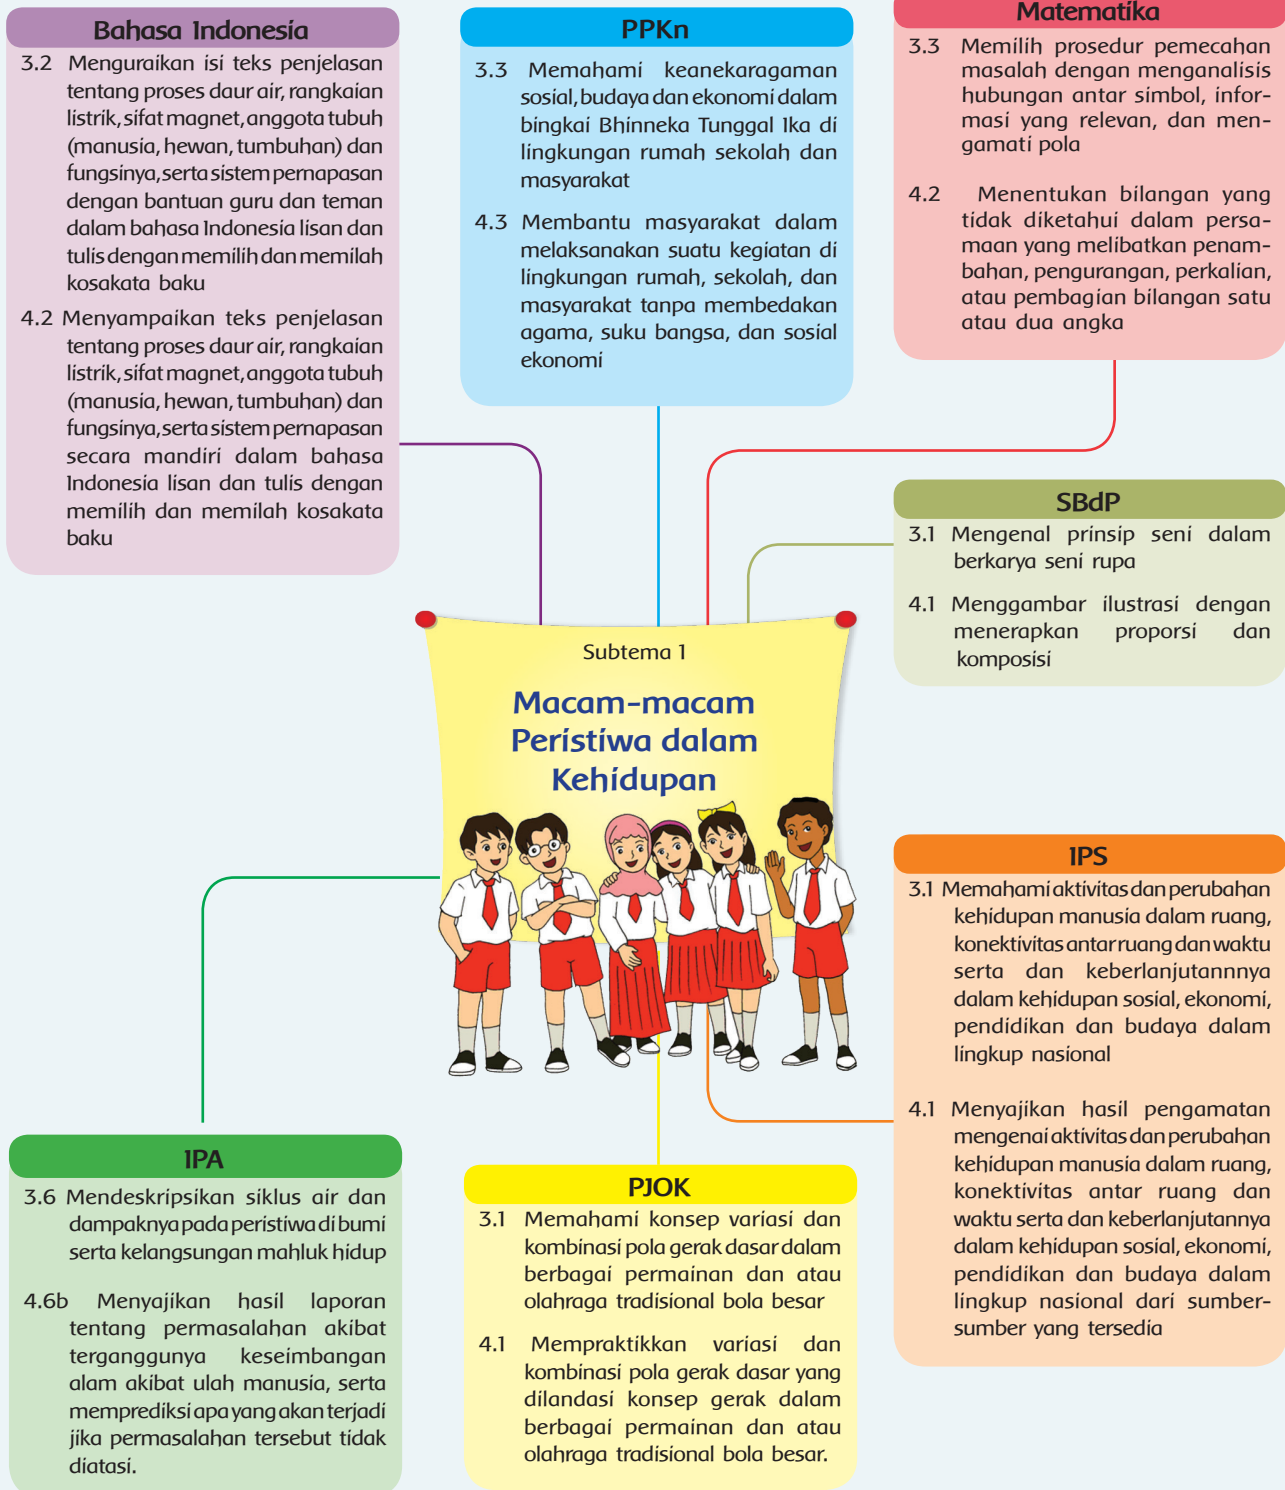 Bahasa Indonesia
3.2 Menguraikan isi teks penjelasan
tentang proses daur air, rangkaian
listrik, sifat magnet, anggota tubuh
(manusia, hewan, tumbuhan) dan
fungsinya, serta sistem pernapasan
dengan bantuan guru dan teman
dalam bahasa Indonesia lisan dan
tulis dengan memilih dan memilah
kosakata baku
4.2 Menyampaikan teks penjelasan
tentang proses daur air, rangkaian
listrik, sifat magnet, anggota tubuh
(manusia, hewan, tumbuhan) dan
fungsinya, serta sistem pernapasan
secara mandiri dalam bahasa
Indonesia lisan dan tulis dengan
memilih dan memilah kosakata
baku
PPKn
3.3 Memahami keanekaragaman
sosial, budaya dan ekonomi dalam
bingkai Bhinneka Tunggal Ika di
lingkungan rumah sekolah dan
masyarakat
4.3 Membantu masyarakat dalam
melaksanakan suatu kegiatan di
lingkungan rumah, sekolah, dan
masyarakat tanpa membedakan
agama, suku bangsa, dan sosial
ekonomi
Matematika
3.3 Memilih prosedur pemecahan
masalah dengan menganalisis
hubungan antar simbol, infor-
masi yang relevan, dan men-
gamati pola
4.2 Menentukan bilangan yang
tidak diketahui dalam persa-
maan yang melibatkan penam-
bahan, pengurangan, perkalian,
atau pembagian bilangan satu
atau dua angka
SBdP
3.1 Mengenal prinsip seni dalam
berkarya seni rupa
4.1 Menggambar ilustrasi dengan
menerapkan proporsi dan
komposisi
Subtema 1
Macam-macam
Peristiwa dalam
Kehidupan
IPS
3.1 Memahami aktivitas dan perubahan
kehidupan manusia dalam ruang,
konektivitas antar ruang dan waktu
serta dan keberlanjutannnya
dalam kehidupan sosial, ekonomi,
pendidikan dan budaya dalam
lingkup nasional
4.1 Menyajikan hasil pengamatan
mengenai aktivitas dan perubahan
kehidupan manusia dalam ruang,
konektivitas antar ruang dan
waktu serta dan keberlanjutannya
dalam kehidupan sosial, ekonomi,
pendidikan dan budaya dalam
lingkup nasional dari sumber-
sumber yang tersedia
IPA
3.6 Mendeskripsikan siklus air dan
dampaknya pada peristiwa di bumi
serta kelangsungan mahluk hidup
4.6b Menyajikan hasil laporan
tentang permasalahan akibat
terganggunya keseimbangan
alam akibat ulah manusia, serta
memprediksi apa yang akan terjadi
jika permasalahan tersebut tidak
diatasi.
PJOK
3.1 Memahami konsep variasi dan
kombinasi pola gerak dasar dalam
berbagai permainan dan atau
olahraga tradisional bola besar
4.1 Mempraktikkan variasi dan
kombinasi pola gerak dasar yang
dilandasi konsep gerak dalam
berbagai permainan dan atau
olahraga tradisional bola besar.